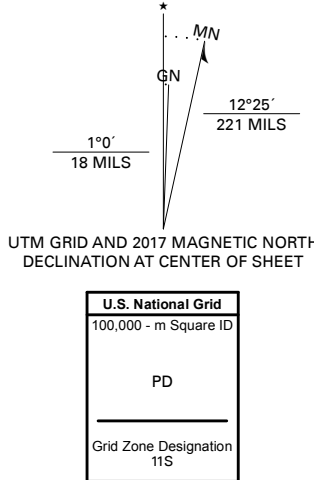 ★
MN
GN
12°25´
221 MILS
1°0´
18 MILS
UTM GRID AND 2017 MAGNETIC NORTH
DECLINATION AT CENTER OF SHEET
U.S. National Grid
100,000 - m Square ID
PD
Grid Zone Designation
11S